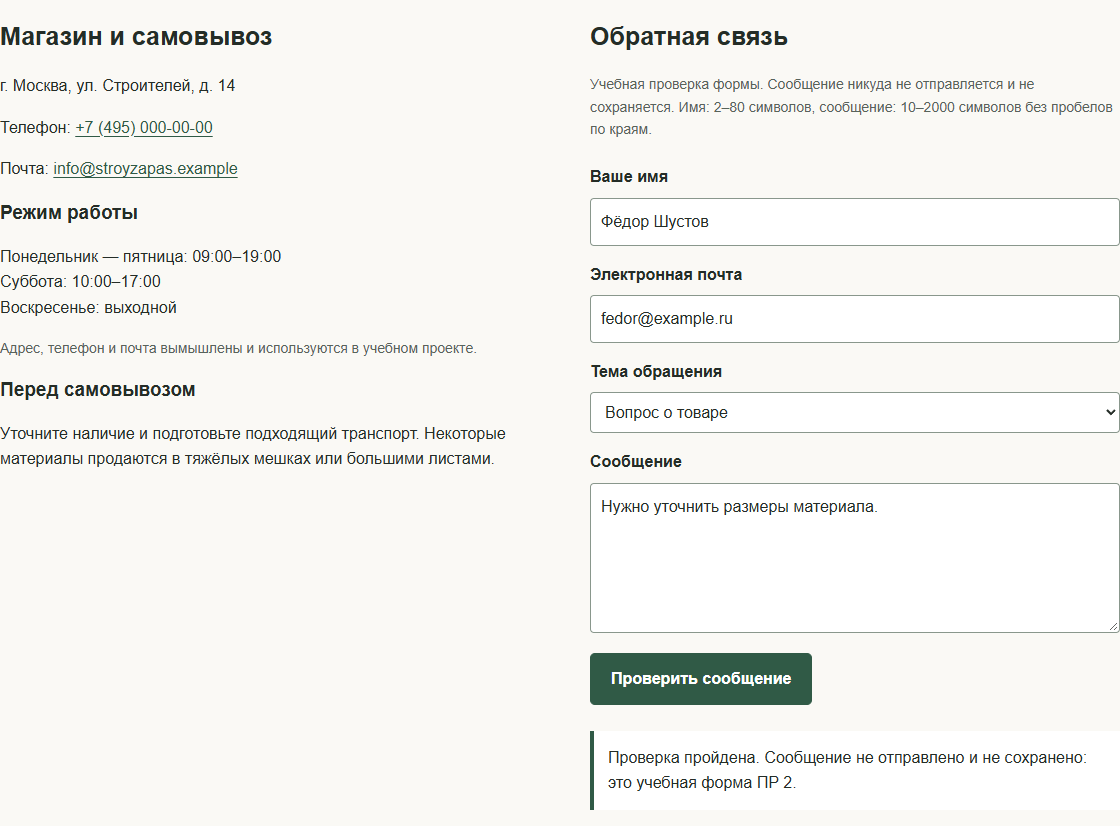 Магазин и самовывоз
г. Москва, ул. Строителей, д. 14
Телефон: +7 (495) 000-00-00
Почта: info@stroyzapas.example
Режим работы
Понедельник — пятница: 09:00–19:00
Суббота: 10:00–17:00
Воскресенье: выходной
Адрес, телефон и почта вымышлены и используются в учебном проекте.
Перед самовывозом
Уточните наличие и подготовьте подходящий транспорт. Некоторые
материалы продаются в тяжёлых мешках или большими листами.
Обратная связь
Учебная проверка формы. Сообщение никуда не отправляется и не
сохраняется. Имя: 2–80 символов, сообщение: 10–2000 символов без пробелов
по краям.
Ваше имя
Фёдор Шустов
Электронная почта
fedor@example.ru
Тема обращения
Вопрос о товаре
Сообщение
Нужно уточнить размеры материала.
Проверить сообщение
Проверка пройдена. Сообщение не отправлено и не сохранено:
это учебная форма ПР 2.